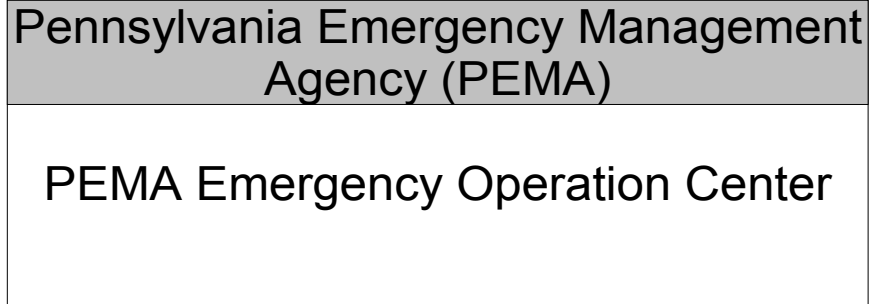 Pennsylvania Emergency Management
Agency (PEMA)
PEMA Emergency Operation Center